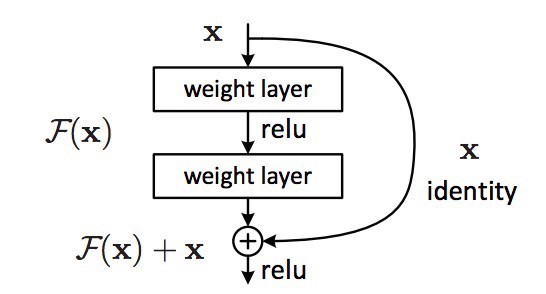 x
weight layer
relu
F(x)
x
weight layer
identity
F(x) + x
relu